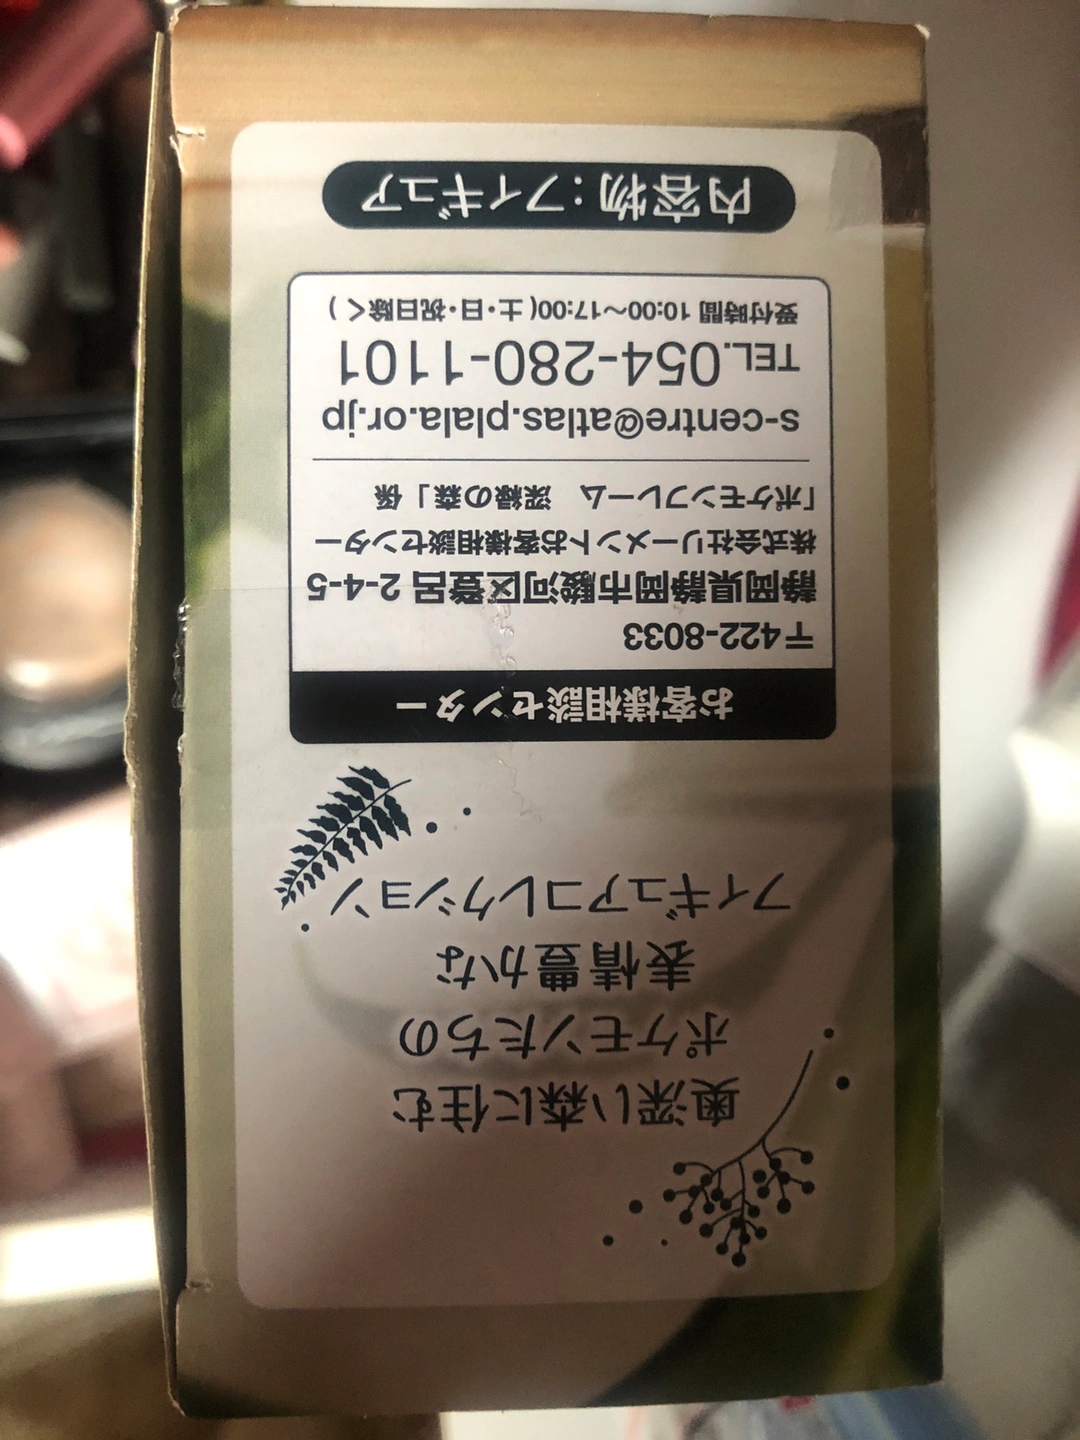 奥深い森に住む
ポケモンたちの
表情豊かな
フィギュアコレクション
お客様相談センター
〒422-8033
静岡県静岡市駿河区登呂 2-4-5
株式会社リーメントお客様相談センター
「ポケモンフレーム 深緑の森」係
s-centre@atlas.plala.or.jp
TEL.054-280-1101
受付時間 10:00〜17:00(土・日・祝日除く)
内容物:フィギュア